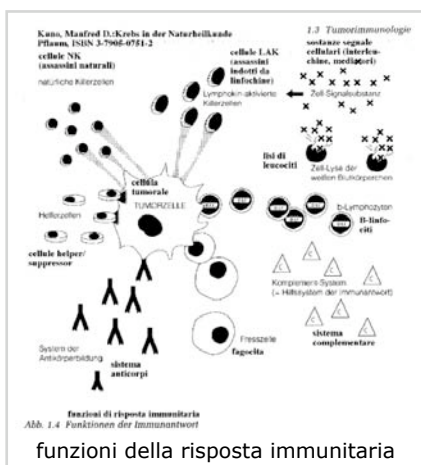 Kuno, Manfred D.:Krebs in der Naturheilkunde
Pflaum, ISBN 3-7905-0751-2
1.3 Tumorimmunologie
cellule NK
(assassini naturali)
natürliche Killerzellen
cellule LAK
(assassini
indotti da
linfochine)
Lymphokin-aktivierte
Killerzellen
sostanze segnale
cellulari (interleu-
chine, mediatori)
Zell-Signalsubstanz
lisi di
leucociti
Zell-Lyse der
weißen Blutkörperchen
cellula
tumorale
TUMORZELLE
Helferzellen
cellule helper/
suppressor
b-Lymphozyten
B-linfo-
citi
Komplement-System
(= Hilfssystem der Immunantwort)
C
C
C
C
C
C
sistema
complementare
System der
Antikörperbildung
sistema
anticorpi
Fresszelle
fagocita
funzioni di risposta immunitaria
Abb. 1.4 Funktionen der Immunantwort
funzioni della risposta immunitaria